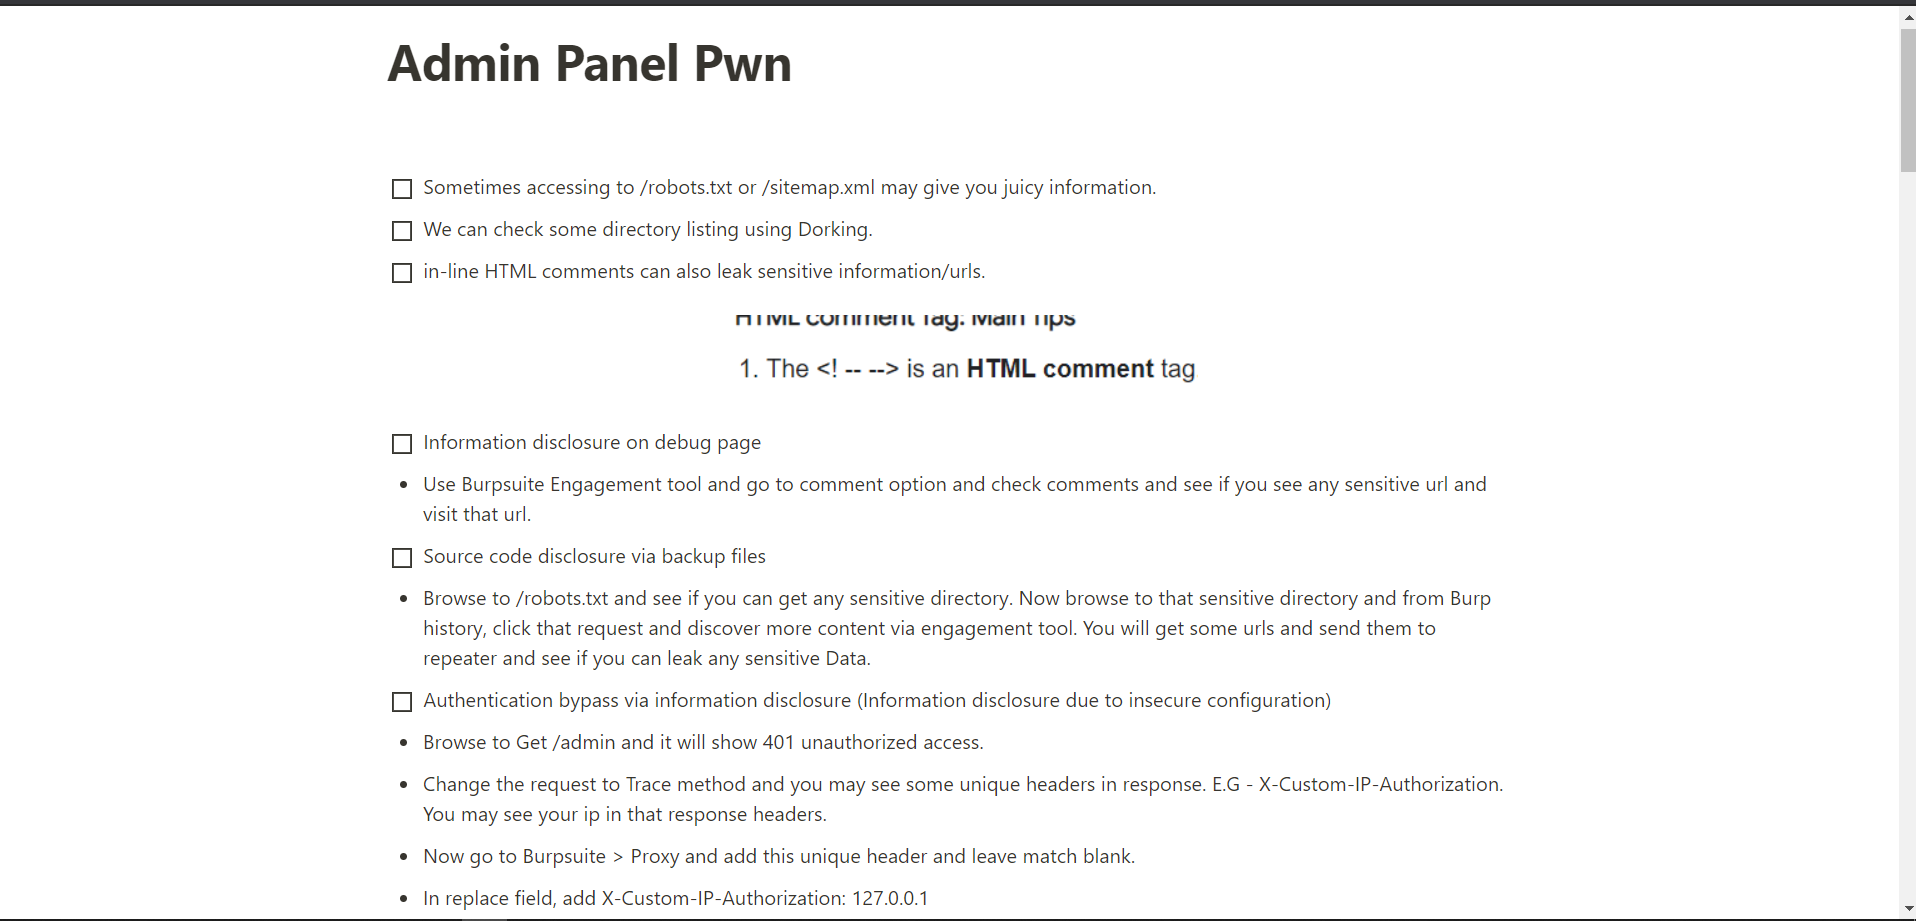 Admin Panel Pwn
Sometimes accessing to /robots.txt or /sitemap.xml may give you juicy information.
We can check some directory listing using Dorking.
in-line HTML comments can also leak sensitive information/urls.
HTML comment Tag: Main Tips
1. The <! -- --> is an HTML comment tag
Information disclosure on debug page
Use Burpsuite Engagement tool and go to comment option and check comments and see if you see any sensitive url and
visit that url.
Source code disclosure via backup files
Browse to /robots.txt and see if you can get any sensitive directory. Now browse to that sensitive directory and from Burp
history, click that request and discover more content via engagement tool. You will get some urls and send them to
repeater and see if you can leak any sensitive Data.
Authentication bypass via information disclosure (Information disclosure due to insecure configuration)
Browse to Get /admin and it will show 401 unauthorized access.
Change the request to Trace method and you may see some unique headers in response. E.G - X-Custom-IP-Authorization.
You may see your ip in that response headers.
Now go to Burpsuite > Proxy and add this unique header and leave match blank.
In replace field, add X-Custom-IP-Authorization: 127.0.0.1